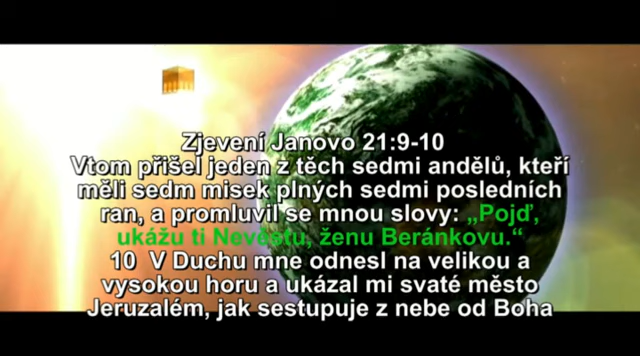 Zjevení Janovo 21:9-10
Vtom přišel jeden z těch sedmi andělů, kteří
měli sedm misek plných sedmi posledních
ran, a promluvil se mnou slovy: „Pojď,
ukážu ti Nevěstu, ženu Beránkovu.“
10 V Duchu mne odnesl na velikou a
vysokou horu a ukázal mi svaté město
Jeruzalém, jak sestupuje z nebe od Boha